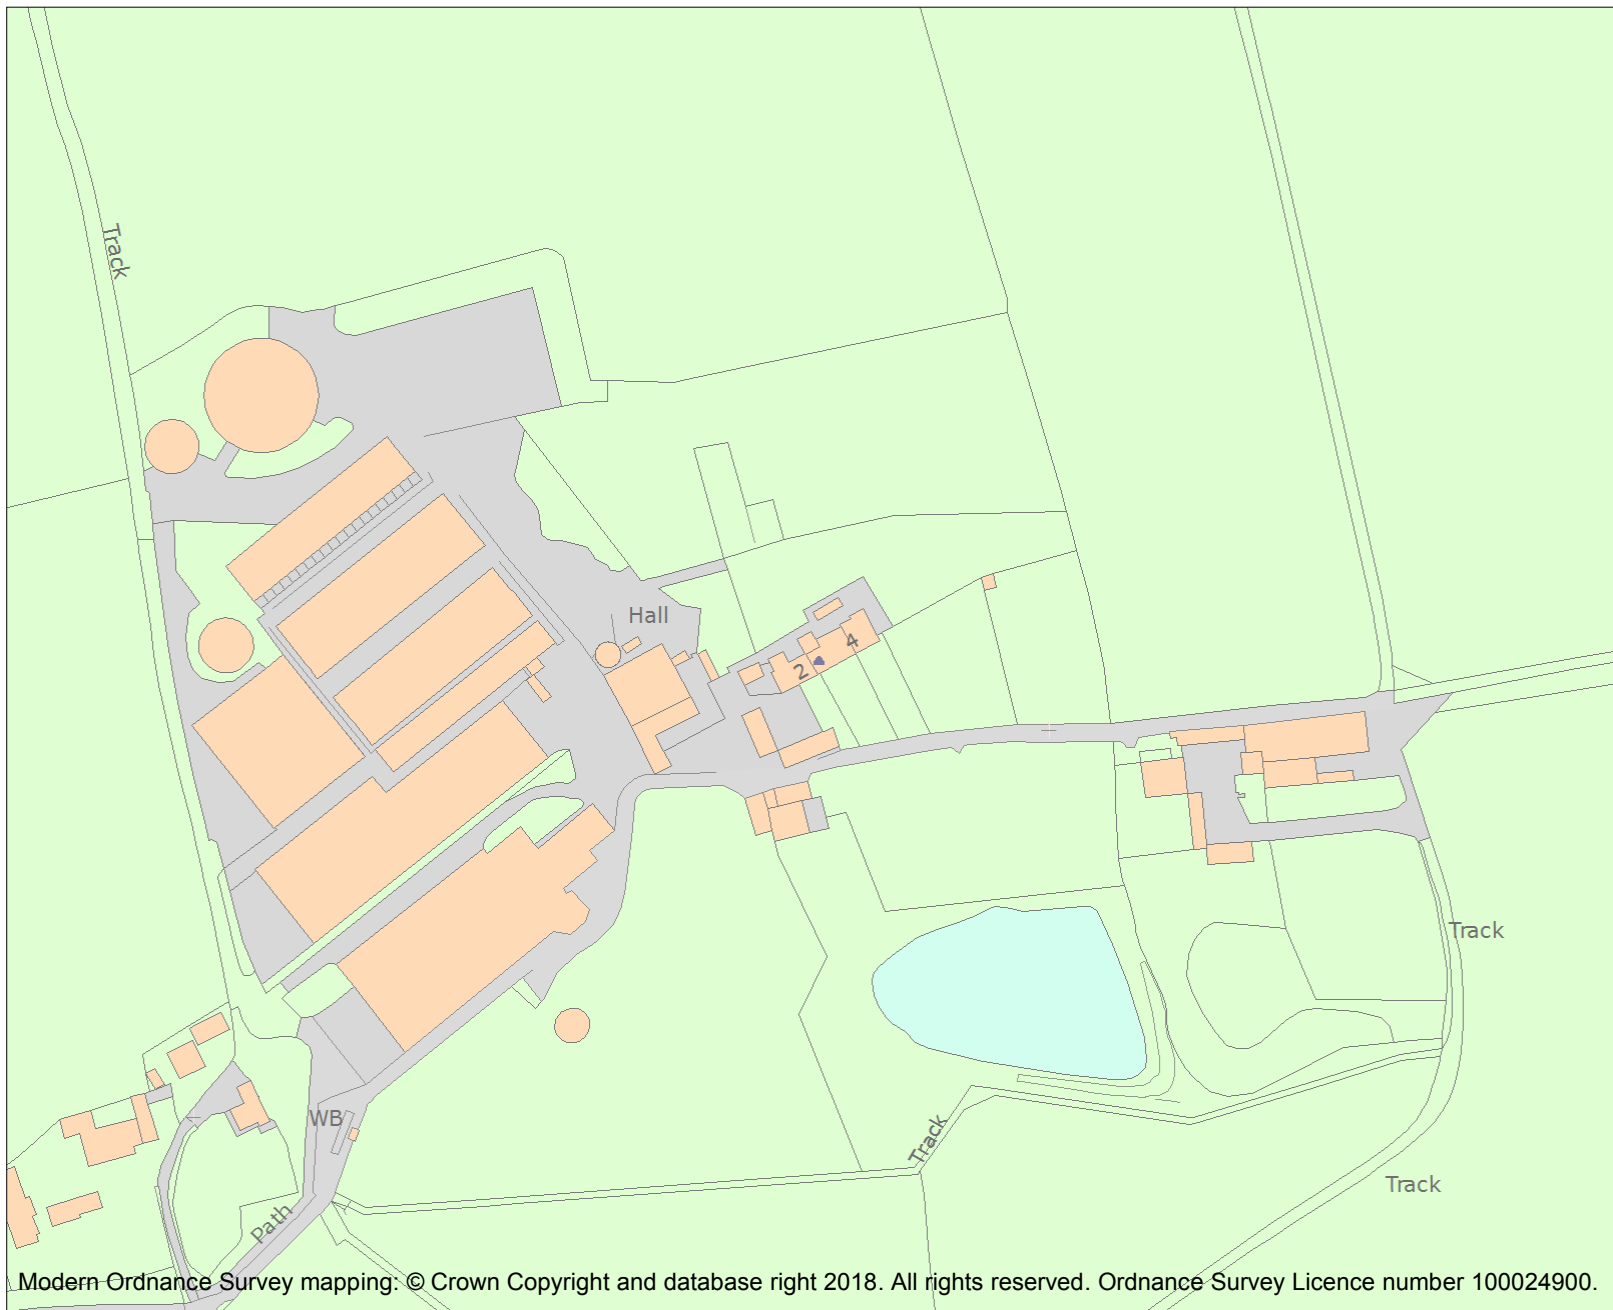 Track
Hall
4
2
Track
WB
Track
Track
Path
Modern Ordnance Survey mapping: © Crown Copyright and database right 2018. All rights reserved. Ordnance Survey Licence number 100024900.